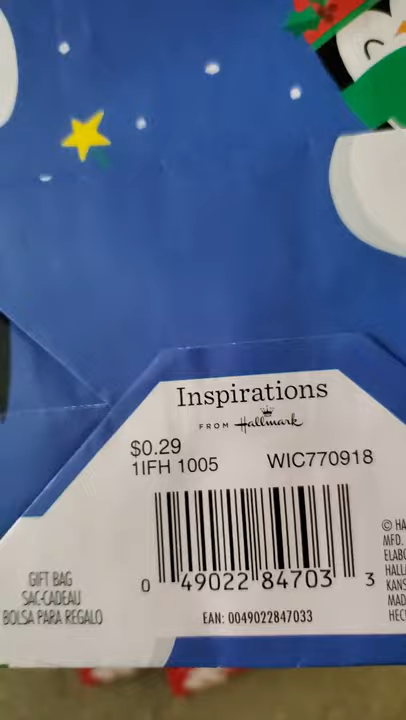 Inspirations
FROM Hallmark
$0.29
1IFH 1005 WIC770918
GIFT BAG
SAC-CADEAU
BOLSA PARA REGALO
0 49022 84703 3
EAN: 0049022847033
© HA
MFD.
ELABO
HALL
KANS
MAD
HEC